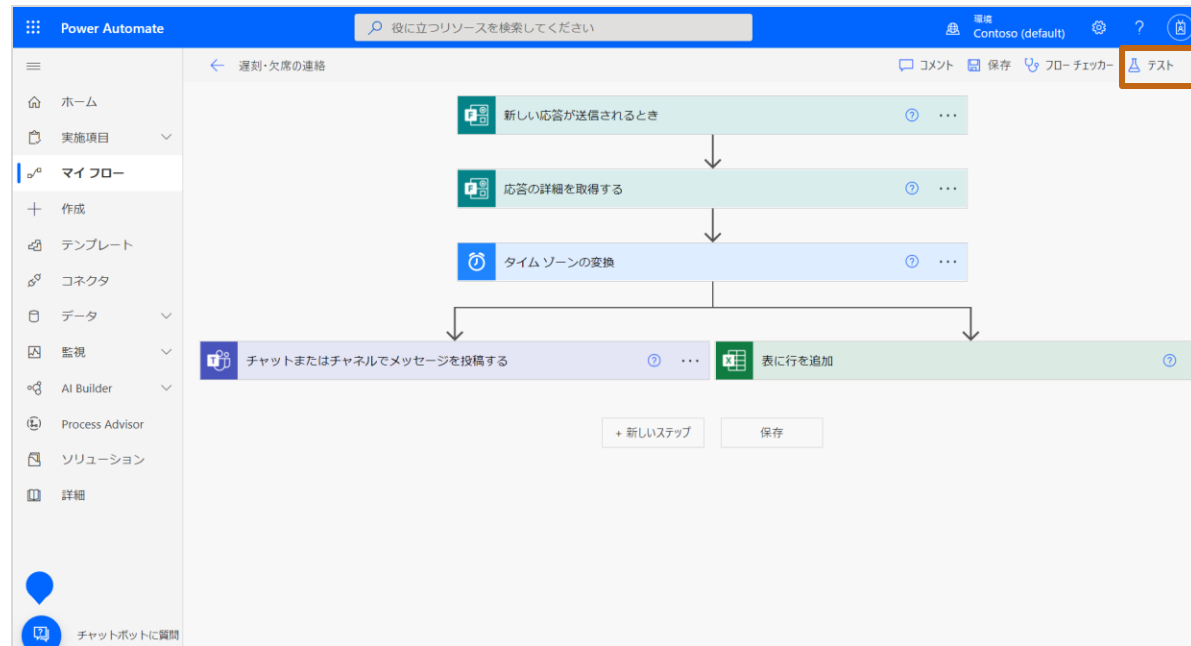 Power Automate
役に立つリソースを検索してください
環境
Contoso (default)
?
遅刻・欠席の連絡
コメント
保存
フロー チェッカー
テスト
ホーム
実施項目
マイ フロー
作成
テンプレート
コネクタ
データ
監視
AI Builder
Process Advisor
ソリューション
詳細
チャットボットに質問
新しい応答が送信されるとき
応答の詳細を取得する
タイム ゾーンの変換
チャットまたはチャネルでメッセージを投稿する
表に行を追加
+ 新しいステップ
保存